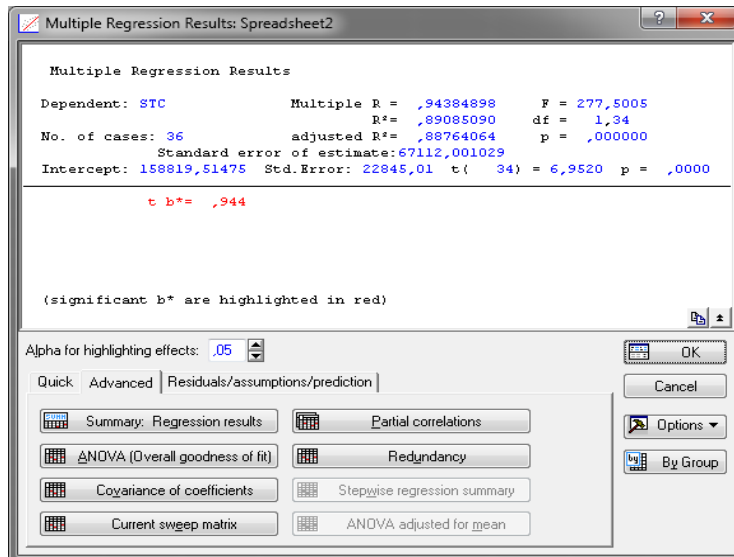 Multiple Regression Results: Spreadsheet2
Multiple Regression Results
Dependent: STC Multiple R = ,94384898 F = 277,5005
R²= ,89085090 df = 1,34
No. of cases: 36 adjusted R²= ,88764064 p = ,000000
Standard error of estimate:67112,001029
Intercept: 158819,51475 Std.Error: 22845,01 t( 34) = 6,9520 p = ,0000
t b*= ,944
(significant b* are highlighted in red)
Alpha for highlighting effects: ,05
Quick Advanced Residuals/assumptions/prediction
Summary: Regression results Partial correlations
ANOVA (Overall goodness of fit) Redundancy
Covariance of coefficients Stepwise regression summary
Current sweep matrix ANOVA adjusted for mean
OK
Cancel
Options
By Group